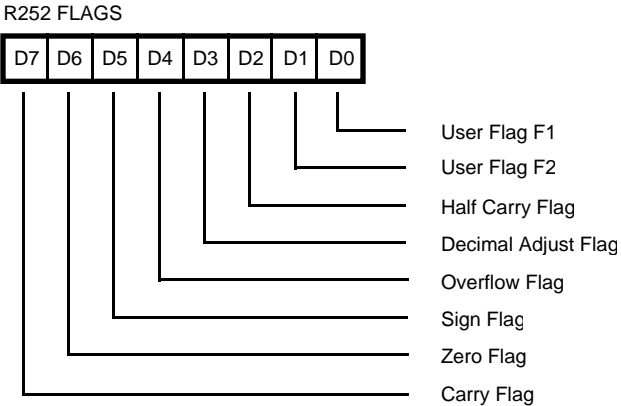 R252 FLAGS
D7 D6 D5 D4 D3 D2 D1 D0
User Flag F1
User Flag F2
Half Carry Flag
Decimal Adjust Flag
Overflow Flag
Sign Flag
Zero Flag
Carry Flag